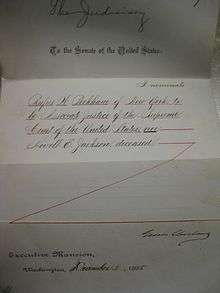 The Judiciary
To the Senate of the United States.
I nominate
Rufus W. Peckham of New York to
be Associate Justice of the Supreme
Court of the United States, vice
Howell E. Jackson, deceased.
Grover Cleveland
Executive Mansion,
Washington, December 3, 1895